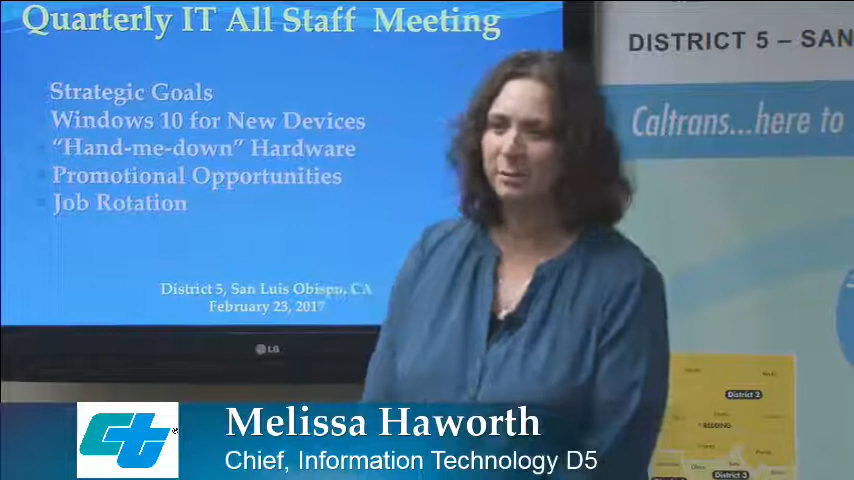 Quarterly IT All Staff Meeting
Strategic Goals
Windows 10 for New Devices
"Hand-me-down" Hardware
Promotional Opportunities
Job Rotation
District 5, San Luis Obispo, CA
February 23, 2017
LG
DISTRICT 5 – SAN
Caltrans...here to
District 2
REDDING
District 3
ct
Melissa Haworth
Chief, Information Technology D5